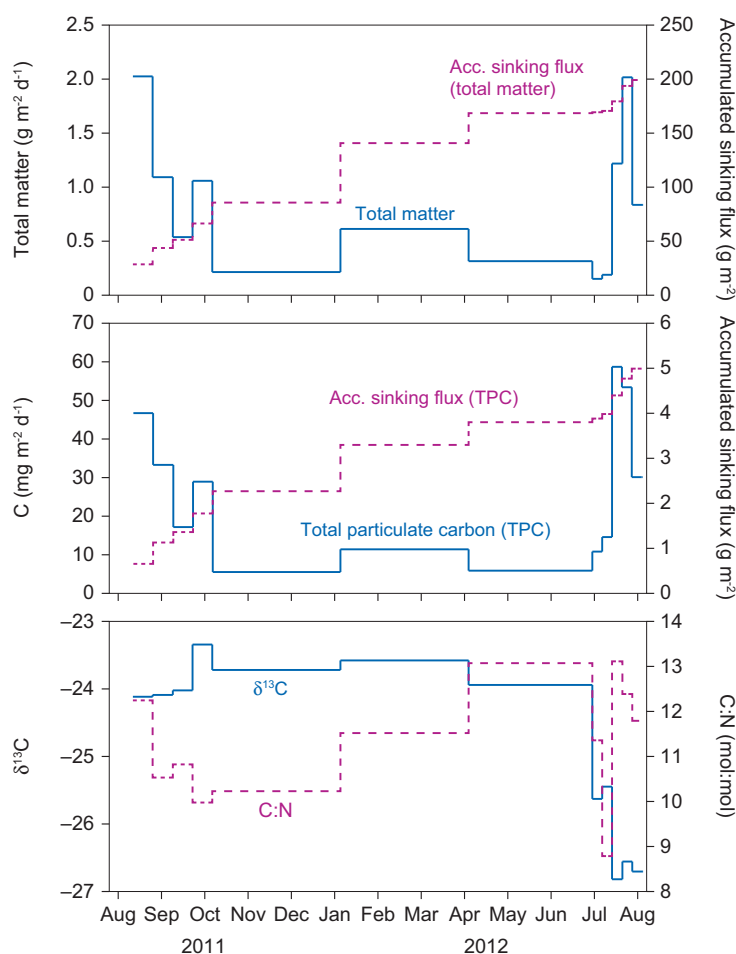 2.5
2.0
1.5
1.0
0.5
0
Total matter (g m⁻² d⁻¹)
Acc. sinking flux
(total matter)
Total matter
250
200
150
100
50
0
Accumulated sinking
flux (g m⁻²)
70
60
50
40
30
20
10
0
C (mg m⁻² d⁻¹)
Acc. sinking flux (TPC)
Total particulate carbon (TPC)
6
5
4
3
2
1
0
Accumulated sinking
flux (g m⁻²)
–23
–24
–25
–26
–27
δ¹³C
δ¹³C
C:N
14
13
12
11
10
9
8
C:N (mol:mol)
Aug Sep Oct Nov Dec Jan Feb Mar Apr May Jun Jul Aug
2011 2012